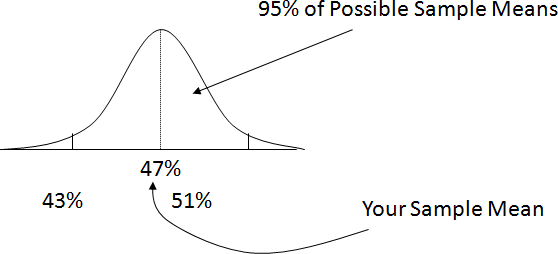 95% of Possible Sample Means
47%
43% 51%
Your Sample Mean